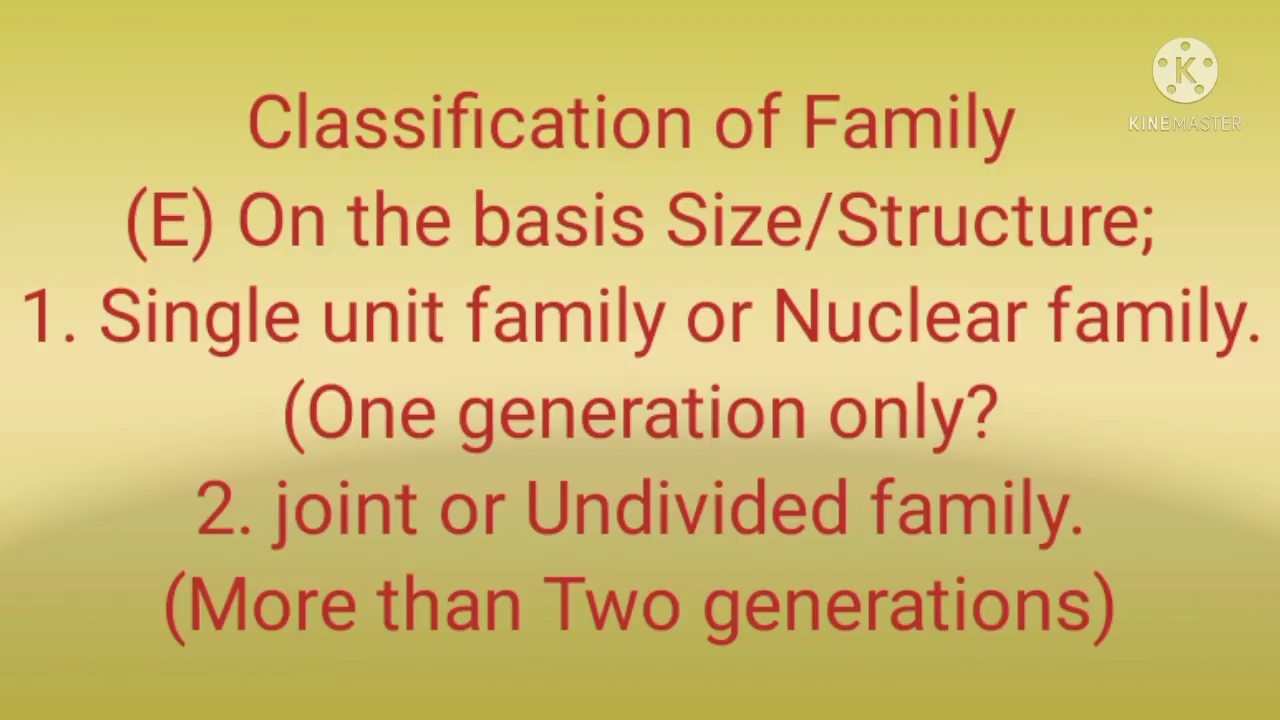 Classification of Family
(E) On the basis Size/Structure;
1. Single unit family or Nuclear family.
(One generation only?
2. joint or Undivided family.
(More than Two generations)
K
KINEMASTER